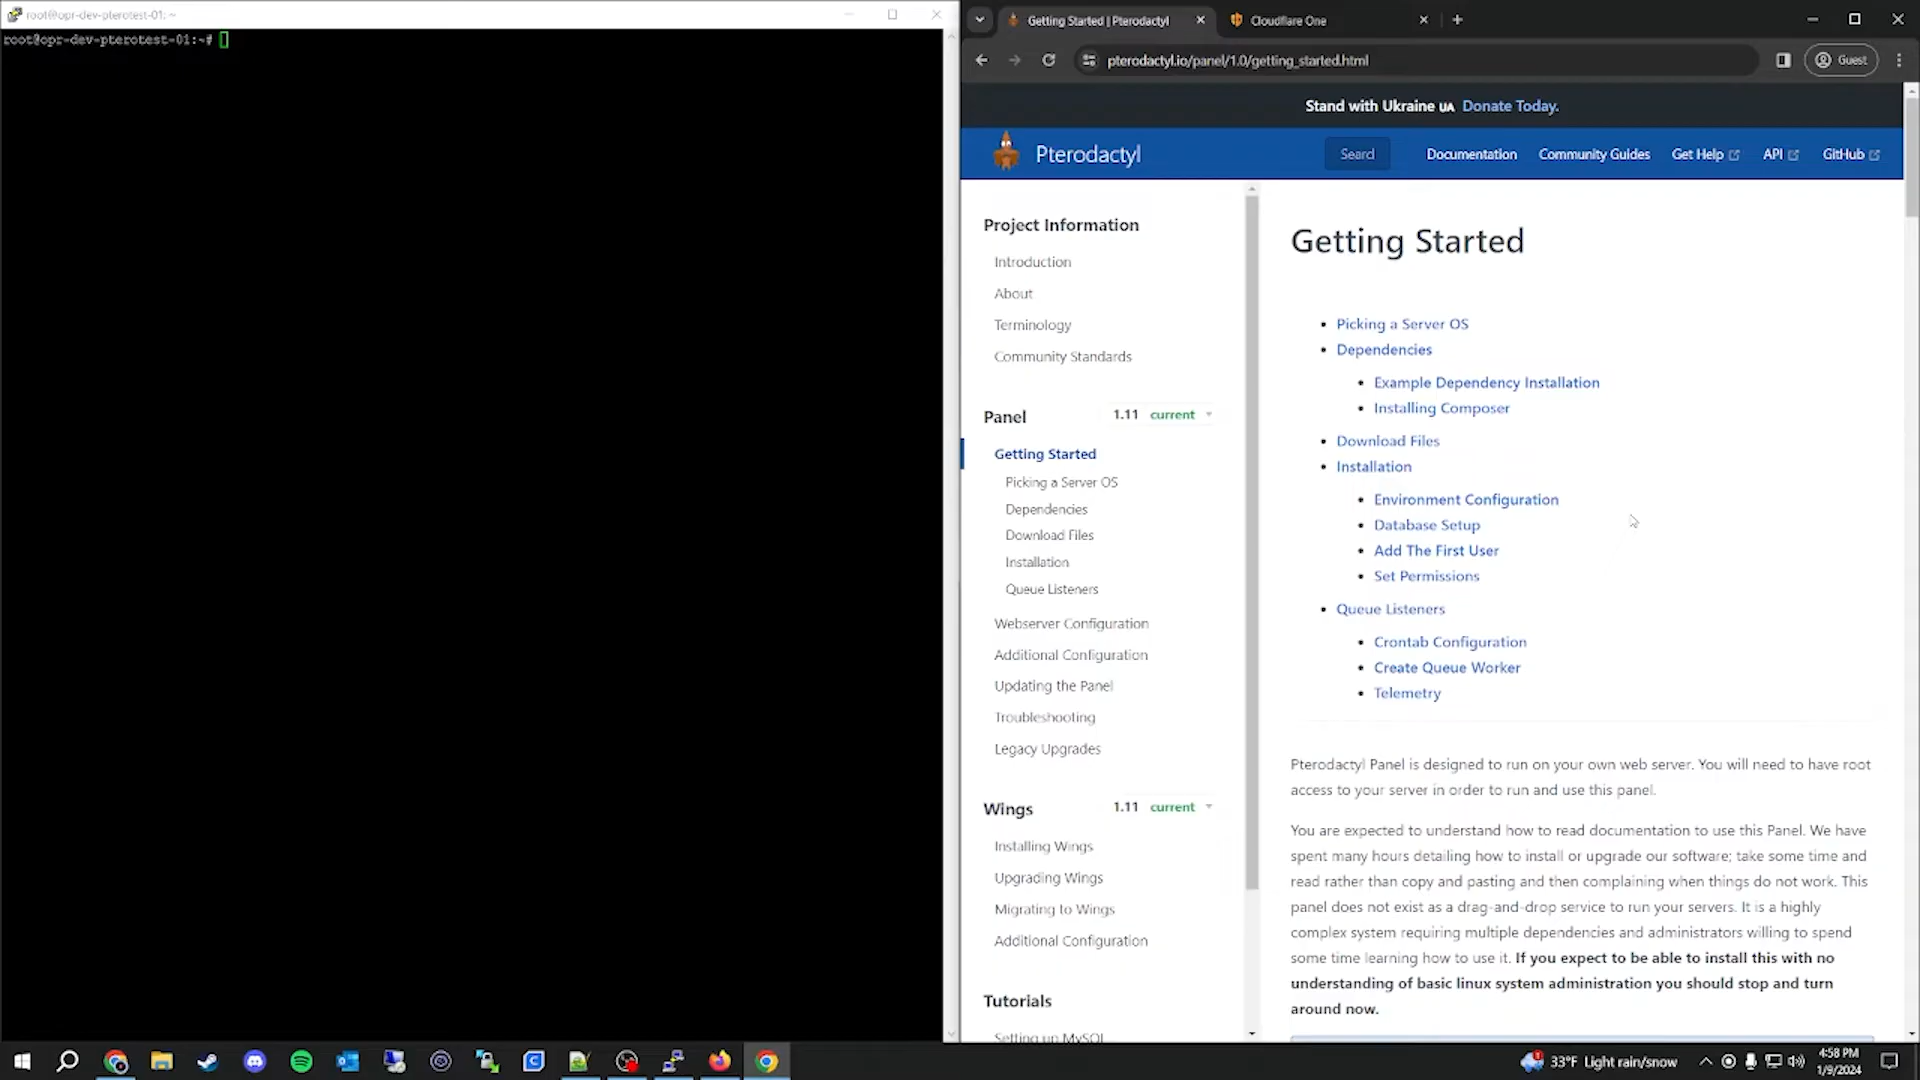 root@opr-dev-pterotest-01: ~
root@opr-dev-pterotest-01:~#
Getting Started | Pterodactyl
Cloudflare One
pterodactyl.io/panel/1.0/getting_started.html
Guest
Stand with Ukraine UA Donate Today.
Pterodactyl
Search
Documentation
Community Guides
Get Help
API
GitHub
Project Information
Introduction
About
Terminology
Community Standards
Panel
1.11 current
Getting Started
Picking a Server OS
Dependencies
Download Files
Installation
Queue Listeners
Webserver Configuration
Additional Configuration
Updating the Panel
Troubleshooting
Legacy Upgrades
Wings
1.11 current
Installing Wings
Upgrading Wings
Migrating to Wings
Additional Configuration
Tutorials
Setting up MySQL
Getting Started
Picking a Server OS
Dependencies
Example Dependency Installation
Installing Composer
Download Files
Installation
Environment Configuration
Database Setup
Add The First User
Set Permissions
Queue Listeners
Crontab Configuration
Create Queue Worker
Telemetry
Pterodactyl Panel is designed to run on your own web server. You will need to have root
access to your server in order to run and use this panel.
You are expected to understand how to read documentation to use this Panel. We have
spent many hours detailing how to install or upgrade our software; take some time and
read rather than copy and pasting and then complaining when things do not work. This
panel does not exist as a drag-and-drop service to run your servers. It is a highly
complex system requiring multiple dependencies and administrators willing to spend
some time learning how to use it. If you expect to be able to install this with no
understanding of basic linux system administration you should stop and turn
around now.
33°F Light rain/snow
4:58 PM
1/9/2024